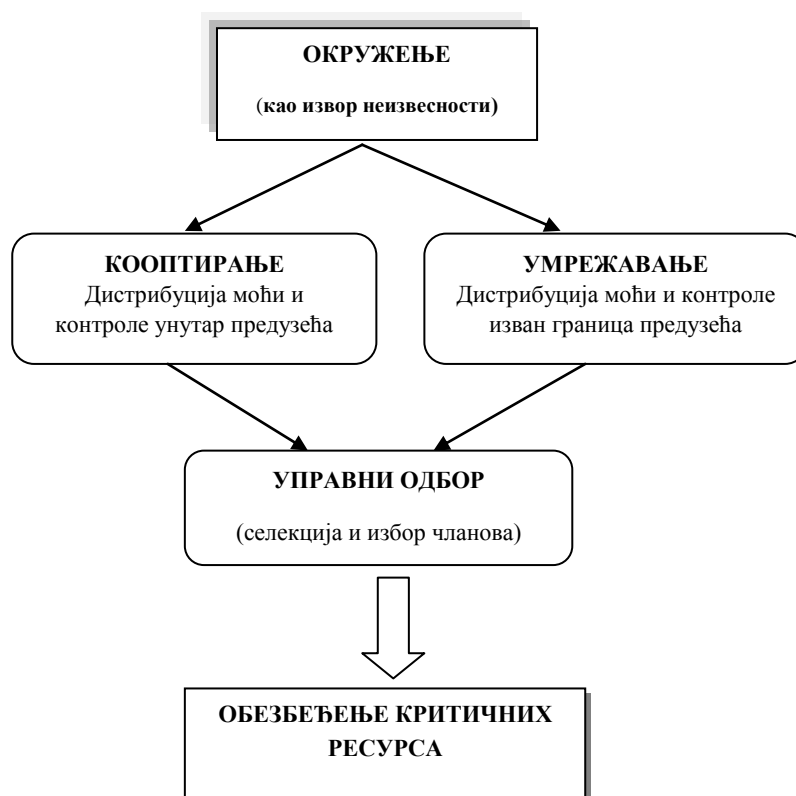 ОКРУЖЕЊЕ
(као извор неизвесности)
КООПТИРАЊЕ
Дистрибуција моћи и
контроле унутар предузећа
УМРЕЖАВАЊЕ
Дистрибуција моћи и контроле
изван граница предузећа
УПРАВНИ ОДБОР
(селекција и избор чланова)
ОБЕЗБЕЂЕЊЕ КРИТИЧНИХ
РЕСУРСА